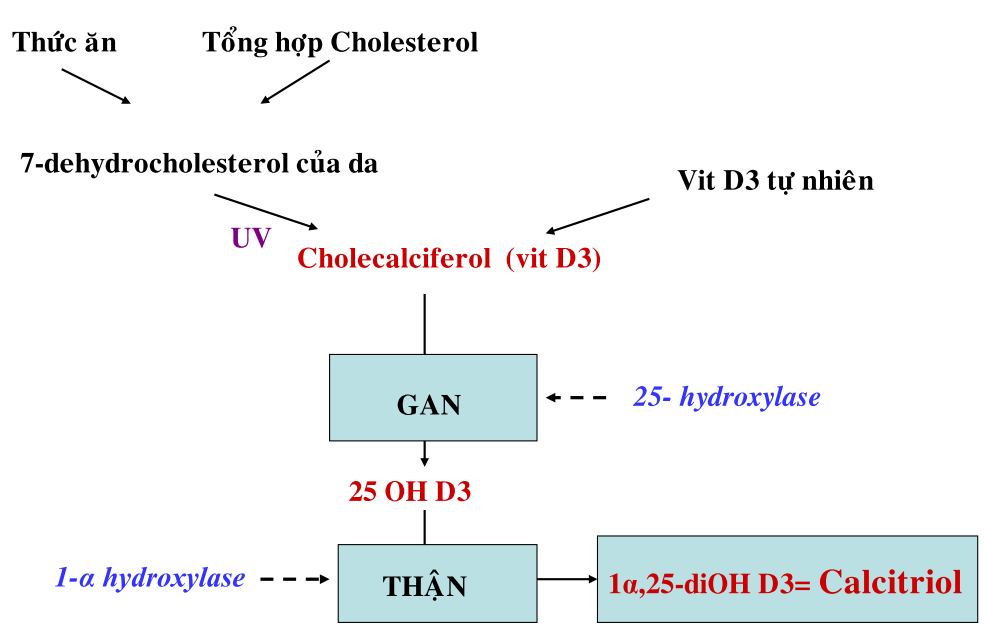 Thức ăn
Tổng hợp Cholesterol
7-dehydrocholesterol của da
Vit D3 tự nhiên
UV
Cholecalciferol (vit D3)
GAN
25- hydroxylase
25 OH D3
1-α hydroxylase
THẬN
1α,25-diOH D3= Calcitriol